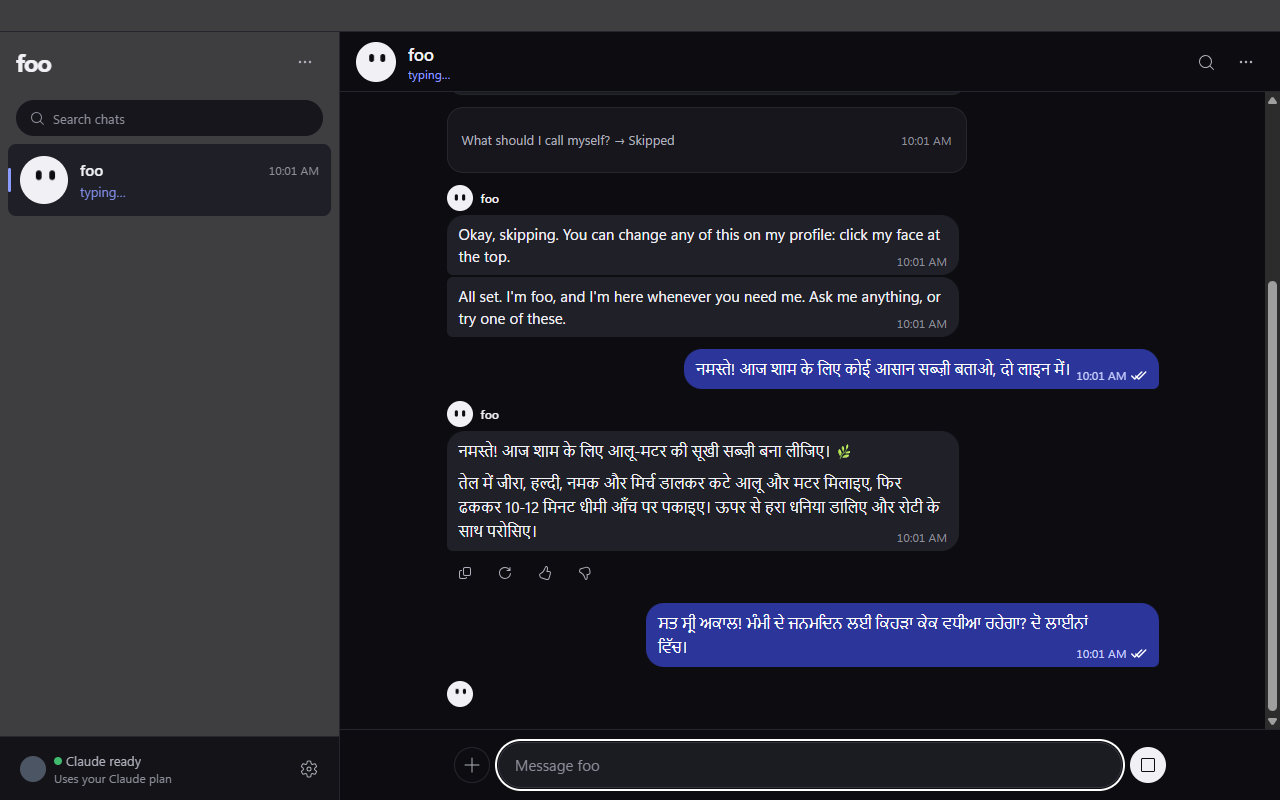 foo
Search chats
foo
10:01 AM
typing...
Claude ready
Uses your Claude plan
foo
typing...
What should I call myself? → Skipped
10:01 AM
foo
Okay, skipping. You can change any of this on my profile: click my face at
the top.
10:01 AM
All set. I'm foo, and I'm here whenever you need me. Ask me anything, or
try one of these.
10:01 AM
नमस्ते! आज शाम के लिए कोई आसान सब्ज़ी बताओ, दो लाइन में।
10:01 AM
foo
नमस्ते! आज शाम के लिए आलू-मटर की सूखी सब्ज़ी बना लीजिए। 🌿
तेल में जीरा, हल्दी, नमक और मिर्च डालकर कटे आलू और मटर मिलाइए, फिर
ढककर 10-12 मिनट धीमी आँच पर पकाइए। ऊपर से हरा धनिया डालिए और रोटी के
साथ परोसिए।
10:01 AM
ਸਤ ਸ੍ਰੀ ਅਕਾਲ! ਮੰਮੀ ਦੇ ਜਨਮਦਿਨ ਲਈ ਕਿਹੜਾ ਕੇਕ ਵਧੀਆ ਰਹੇਗਾ? ਦੋ ਲਾਈਨਾਂ
ਵਿੱਚ।
10:01 AM
Message foo